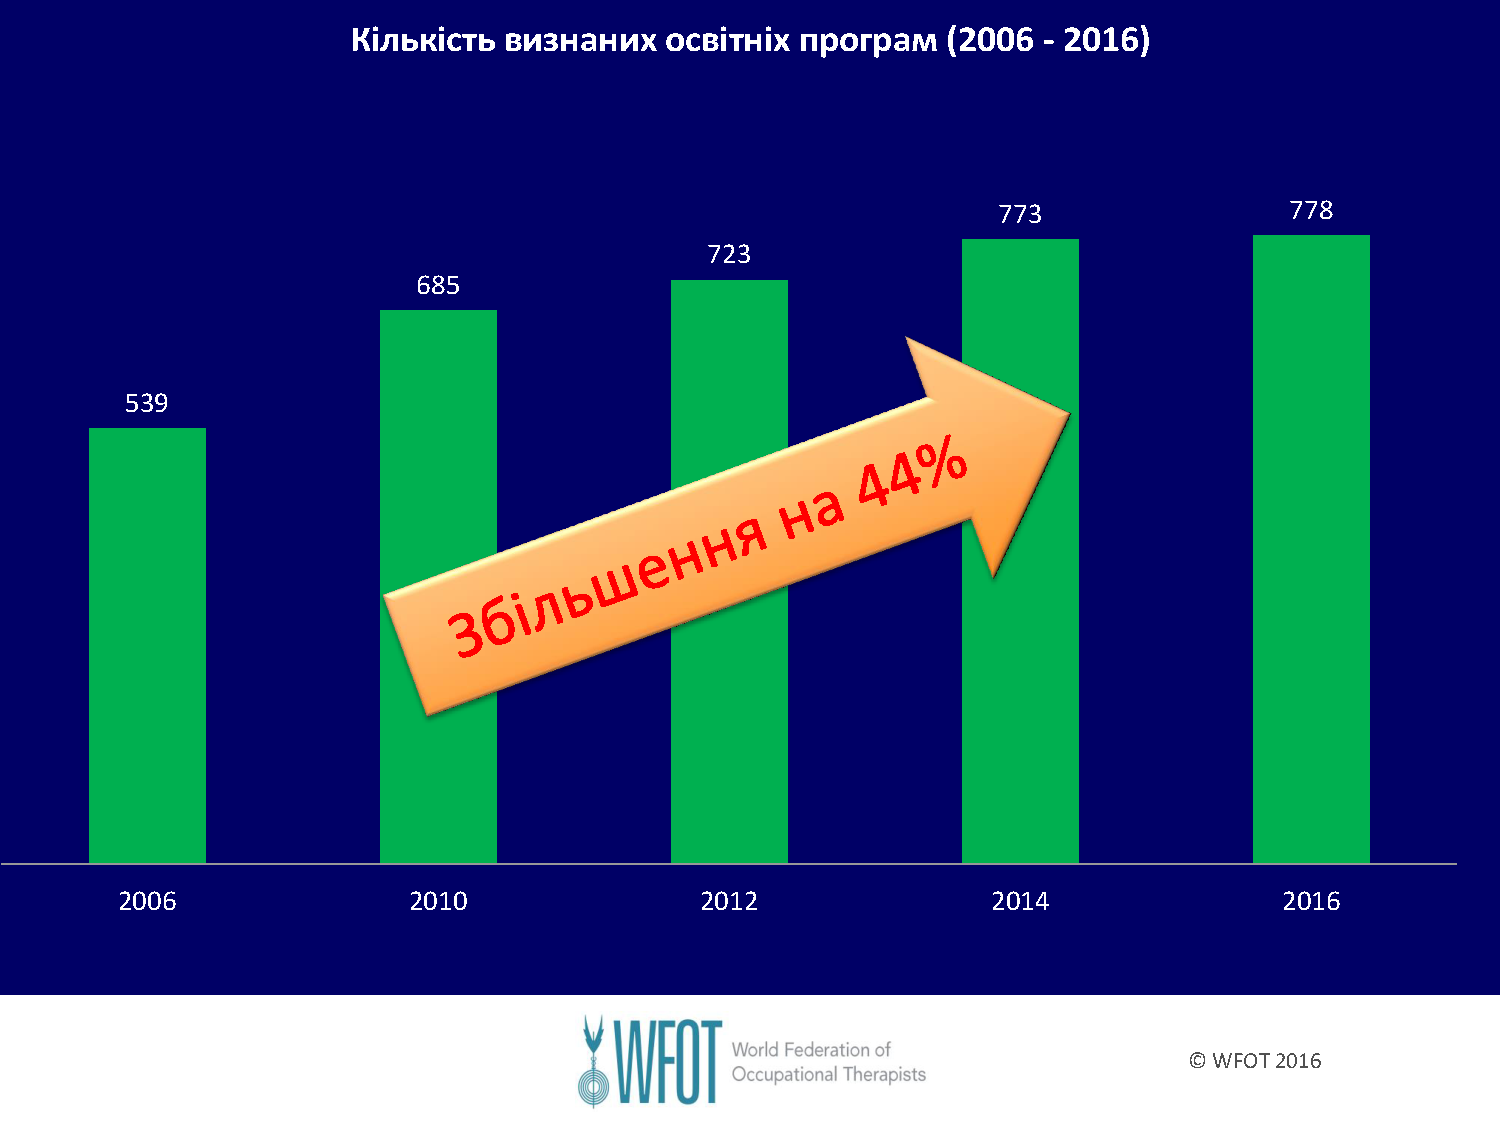 Кількість визнаних освітніх програм (2006 - 2016)
539
685
723
773
778
Збільшення на 44%
2006
2010
2012
2014
2016
WFOT
World Federation of
Occupational Therapists
© WFOT 2016